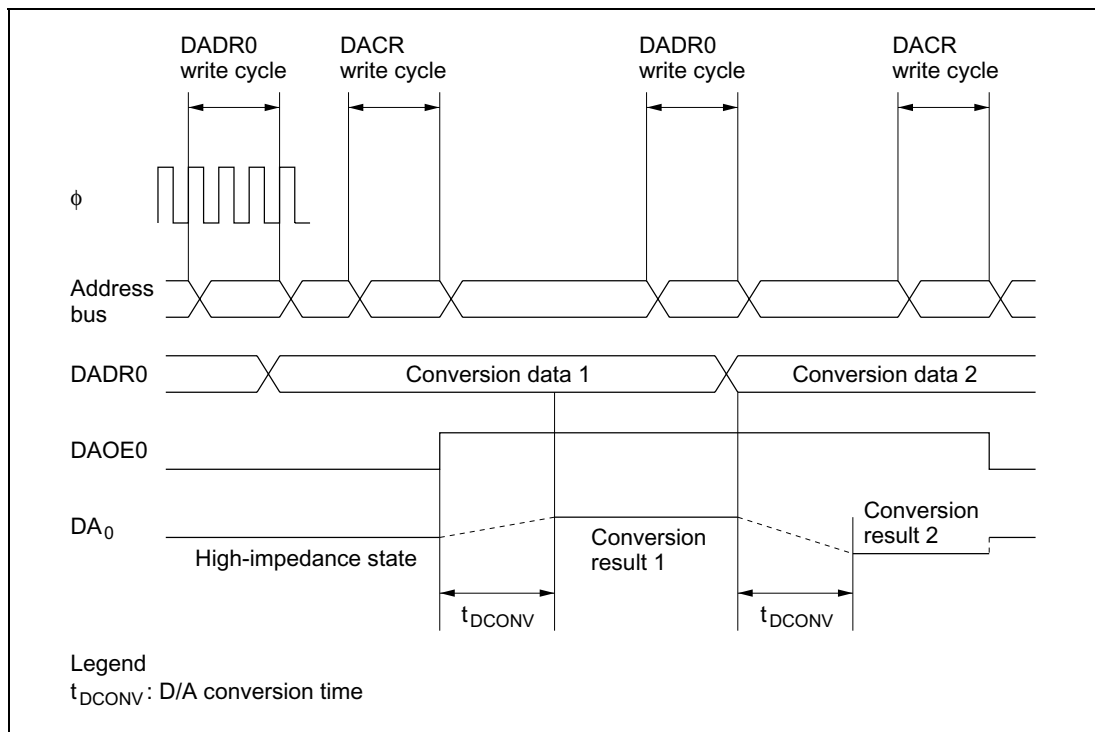 DADR0 write cycle
DACR write cycle
DADR0 write cycle
DACR write cycle
ϕ
Address bus
DADR0
Conversion data 1
Conversion data 2
DAOE0
DA0
High-impedance state
Conversion result 1
Conversion result 2
tDCONV
tDCONV
Legend
tDCONV : D/A conversion time